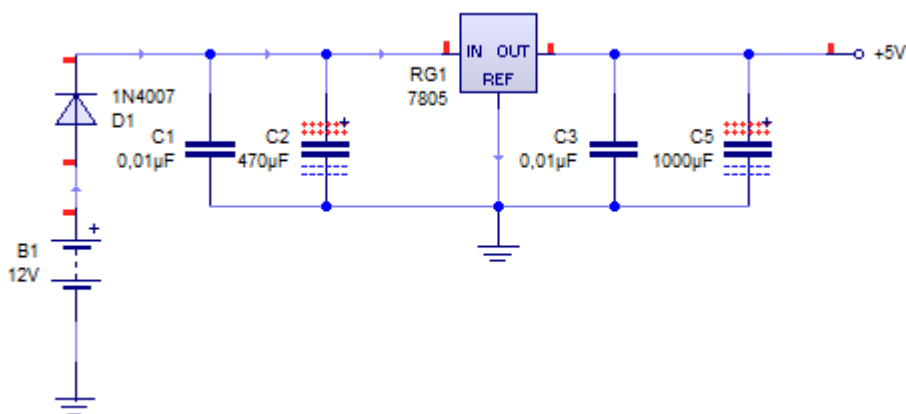 1N4007
D1
B1
12V
+
C1
0,01µF
C2
470µF
+
RG1
7805
IN OUT
REF
C3
0,01µF
C5
1000µF
+
+5V